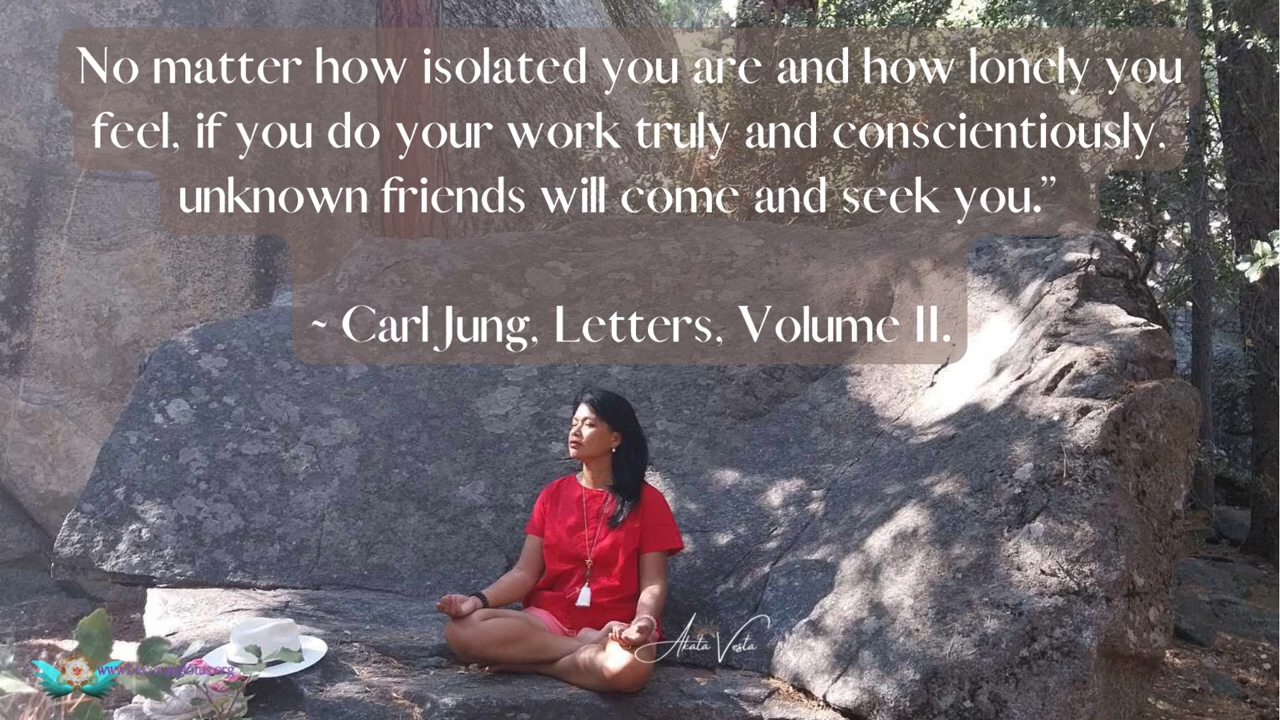 No matter how isolated you are and how lonely you
feel, if you do your work truly and conscientiously,
unknown friends will come and seek you.”
~ Carl Jung, Letters, Volume II.
Akata Vesta